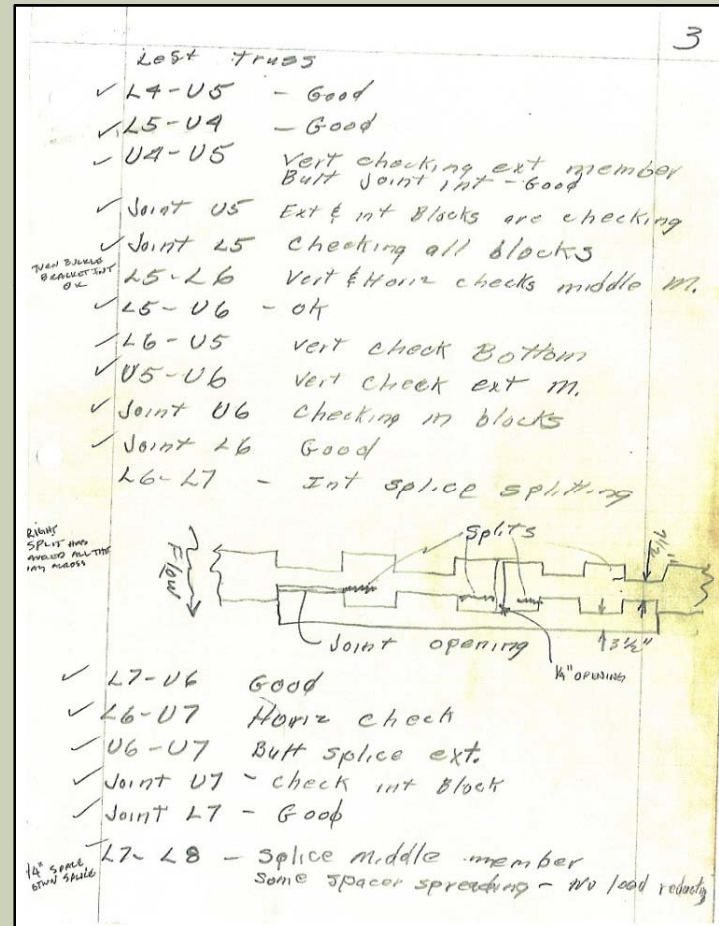 3
Left Truss
✓ L4-U5 - Good
✓ L5-U4 - Good
✓ U4-U5 Vert checking ext member
Butt Joint int - Good
✓ Joint U5 Ext & int Blocks are checking
✓ Joint L5 Checking all blocks
TURN BUCKLE
BRACKET INT
OK
L5-L6 Vert & Horiz checks middle m.
✓ L5-U6 - ok
✓ L6-U5 vert check Bottom
✓ U5-U6 vert check ext m.
✓ Joint U6 checking in blocks
✓ Joint L6 Good
L6-L7 - Int splice splitting
RIGHT
SPLIT HAS
ALL THE
WAY ACROSS
Flow
Splits
7 1/2"
Joint opening
3 1/2"
1/4" OPENING
✓ L7-U6 Good
✓ L6-U7 Horiz check
✓ U6-U7 Butt splice ext.
✓ Joint U7 - check int Block
✓ Joint L7 - Good
1/4" SPACE
BTWN SPLICE
L7-L8 - Splice middle member
some spacer spreading - No load reducty